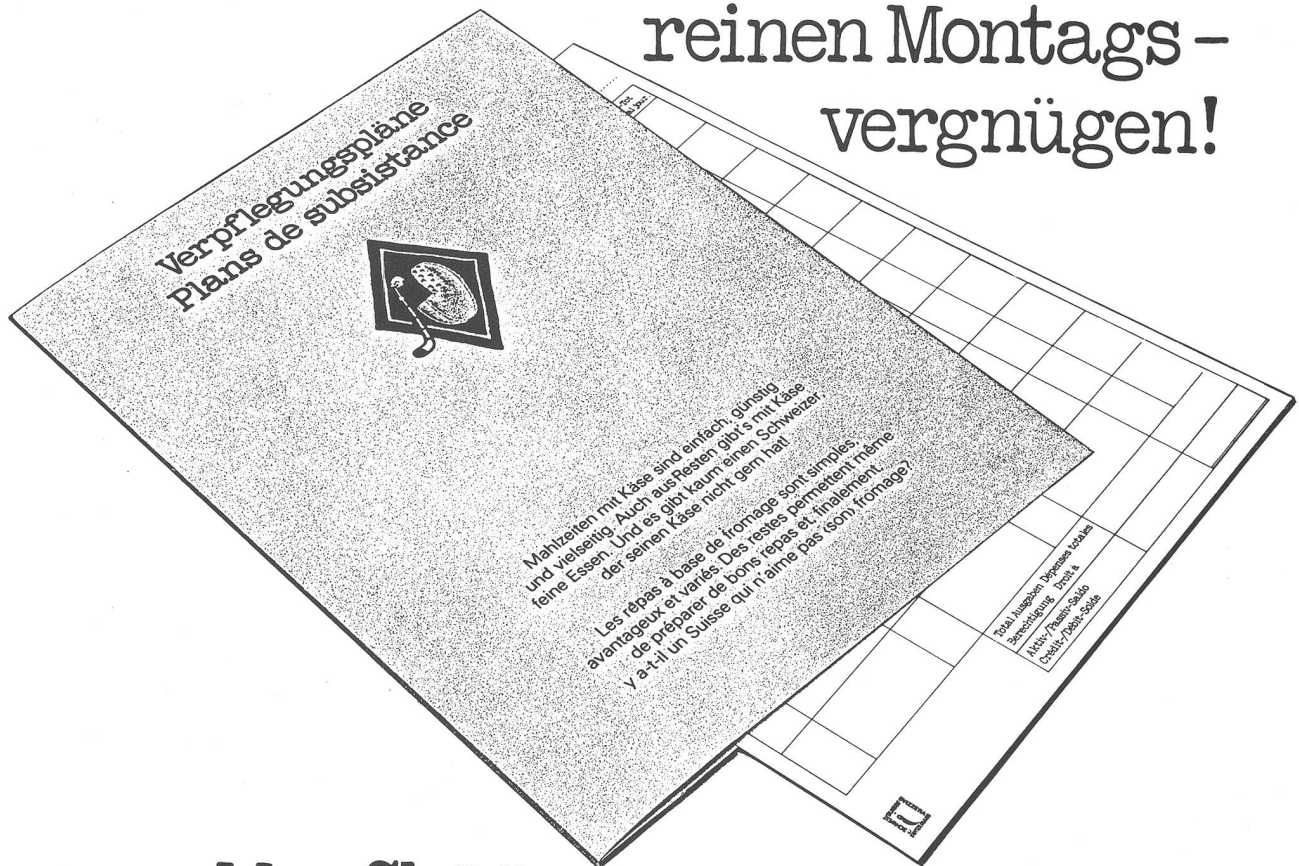 reinen Montags-
vergnügen!
Verpflegungspläne
Plans de subsistance
Mahlzeiten mit Käse sind einfach, günstig
und vielseitig. Auch aus Resten gibt's mit Käse
feine Essen. Und es gibt kaum einen Schweizer,
der seinen Käse nicht gern hat!
Les répas à base de fromage sont simples,
avantageux et variés. Des restes permettent même
de préparer de bons répas et, finalement,
y a-t-il un Suisse qui n'aime pas (son) fromage?
Total Ausgaben Dépenses totales
Berechtigung Droit à
Aktiv-/Passiv-Saldo
Crédit-/Débit-Solde